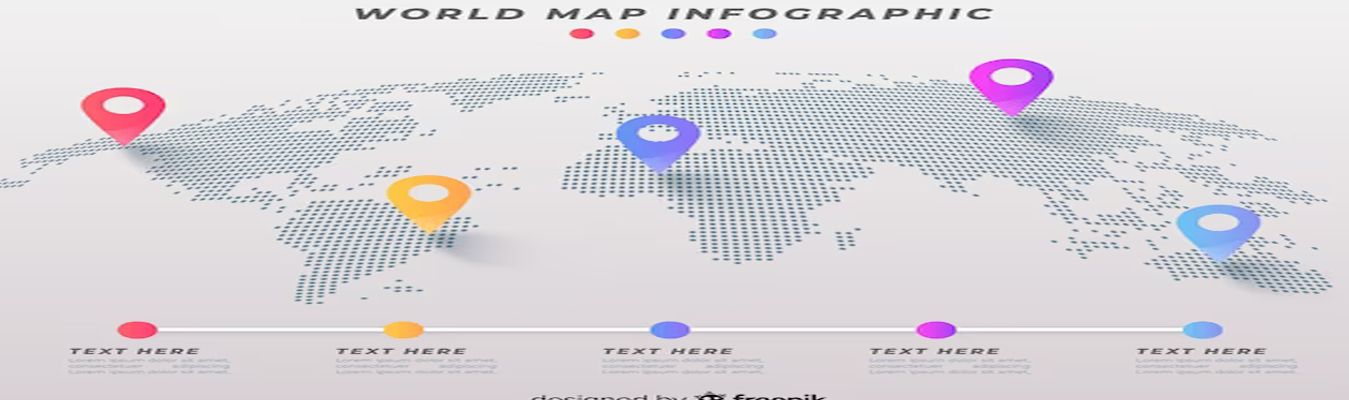 WORLD MAP INFOGRAPHIC
TEXT HERE TEXT HERE TEXT HERE TEXT HERE TEXT HERE
Lorem ipsum dolor sit amet, Lorem ipsum dolor sit amet, Lorem ipsum dolor sit amet, Lorem ipsum dolor sit amet, Lorem ipsum dolor sit amet,
consectetuer adipiscing consectetuer adipiscing consectetuer adipiscing consectetuer adipiscing consectetuer adipiscing
Lorem ipsum dolor sit amet, Lorem ipsum dolor sit amet, Lorem ipsum dolor sit amet, Lorem ipsum dolor sit amet, Lorem ipsum dolor sit amet,
designed by freepik